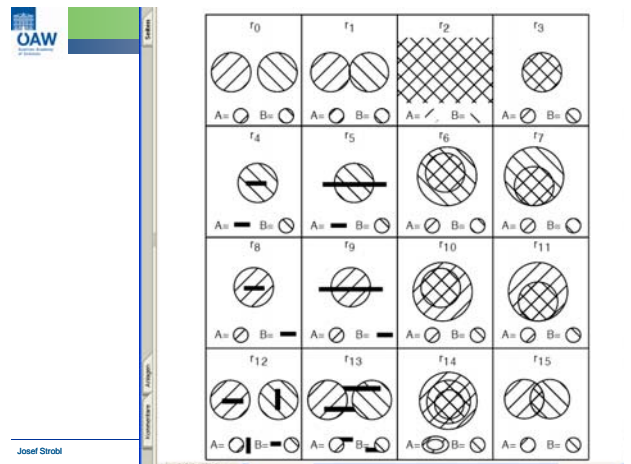 ÖAW
Austrian Academy
of Sciences
Seiten
r0
r1
r2
r3
A= B=
A= B=
A= B=
A= B=
r4
r5
r6
r7
A= B=
A= B=
A= B=
A= B=
r8
r9
r10
r11
A= B=
A= B=
A= B=
A= B=
Anlagen
r12
r13
r14
r15
Kommentare
A= B=
A= B=
A= B=
A= B=
Josef Strobl